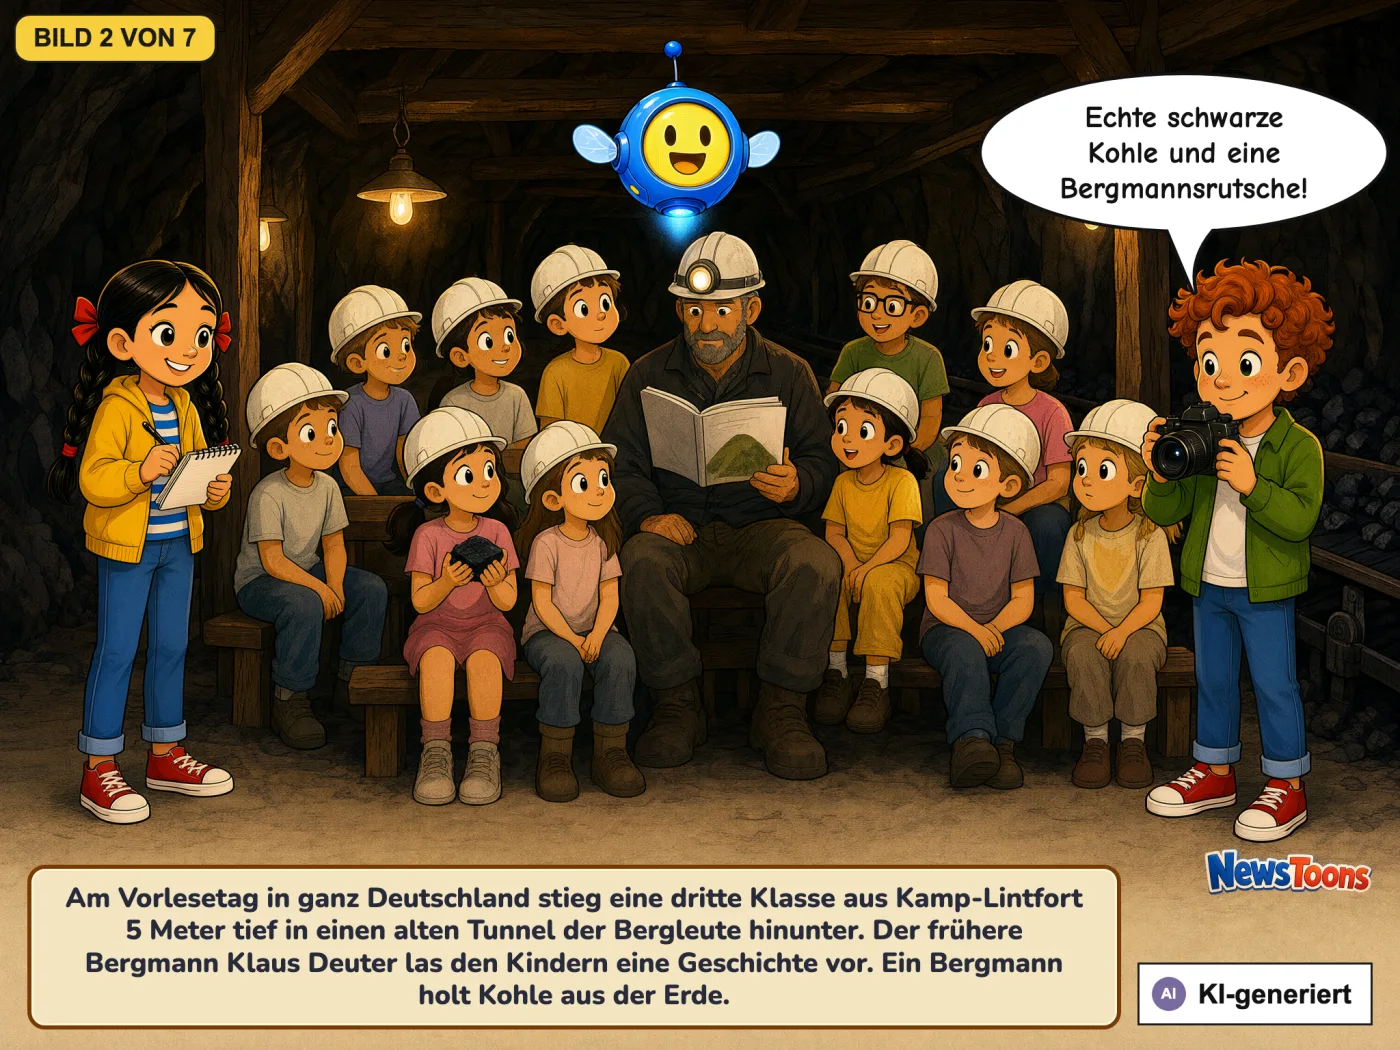 BILD 2 VON 7
Echte schwarze
Kohle und eine
Bergmannsrutsche!
NewsToons
Am Vorlesetag in ganz Deutschland stieg eine dritte Klasse aus Kamp-Lintfort
5 Meter tief in einen alten Tunnel der Bergleute hinunter. Der frühere
Bergmann Klaus Deuter las den Kindern eine Geschichte vor. Ein Bergmann
holt Kohle aus der Erde.
AI KI-generiert